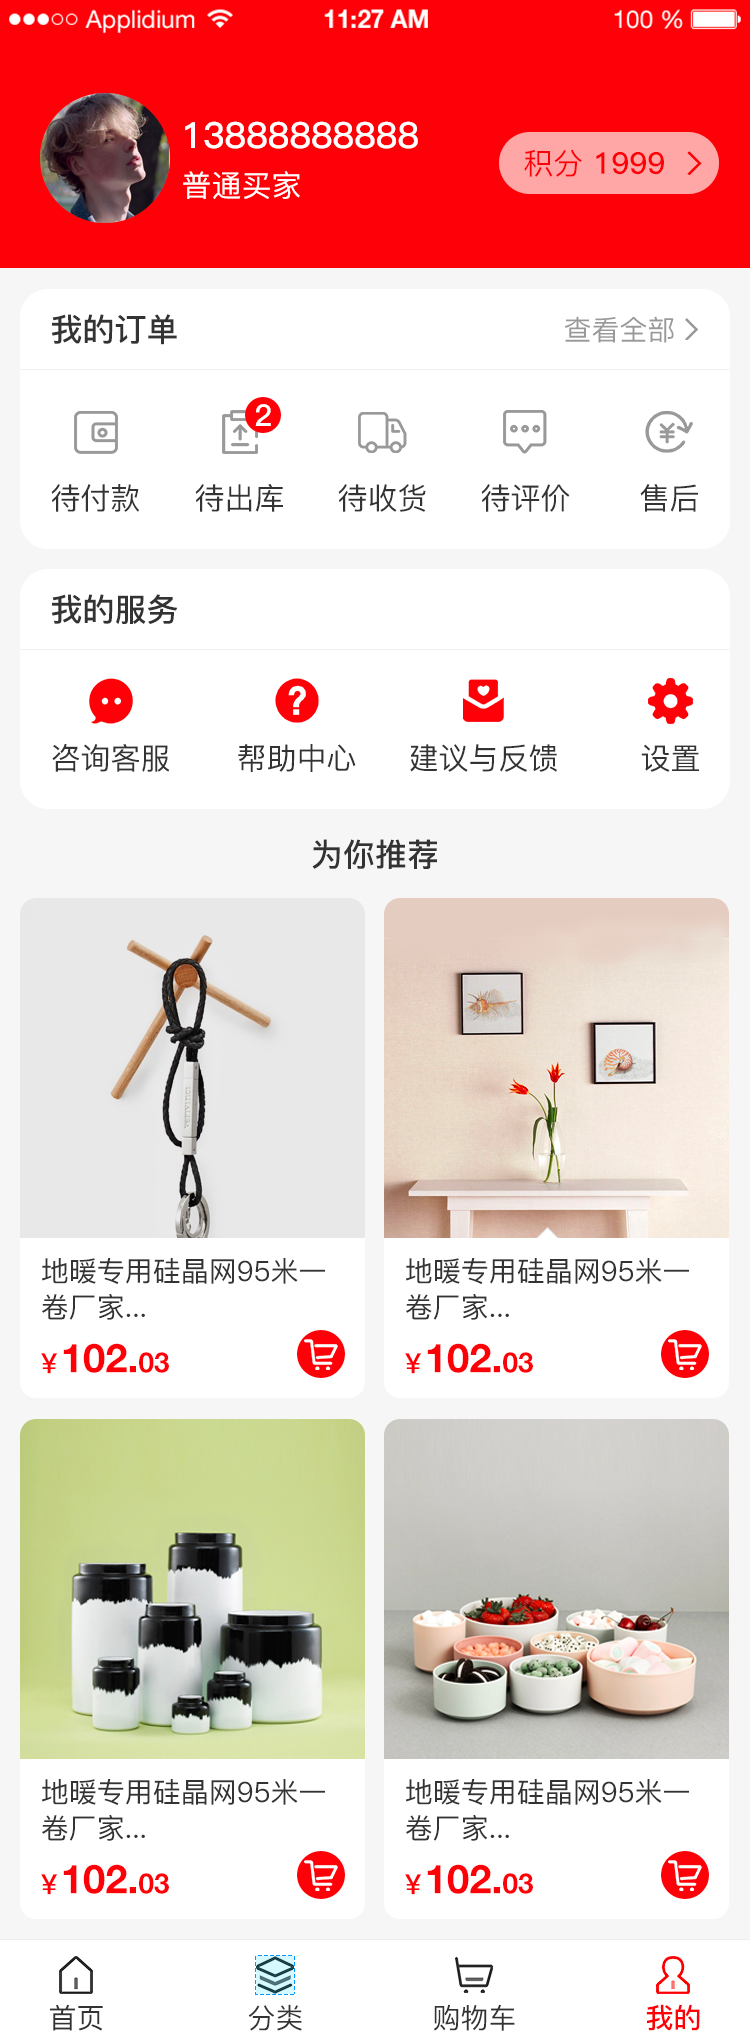 Applidium 11:27 AM 100 %
13888888888
普通买家
积分 1999
我的订单 查看全部
2
待付款 待出库 待收货 待评价 售后
我的服务
咨询客服 帮助中心 建议与反馈 设置
为你推荐
地暖专用硅晶网95米一
卷厂家...
¥102.03
地暖专用硅晶网95米一
卷厂家...
¥102.03
地暖专用硅晶网95米一
卷厂家...
¥102.03
地暖专用硅晶网95米一
卷厂家...
¥102.03
首页 分类 购物车 我的